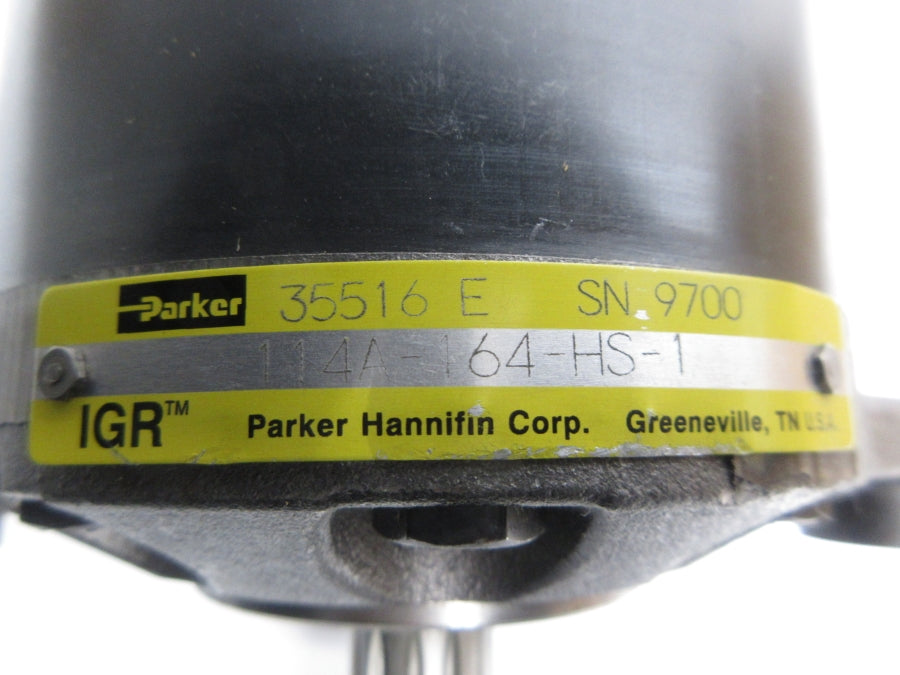 Parker 35516 E SN 9700
114A-164-HS-1
IGR™ Parker Hannifin Corp. Greeneville, TN U.S.A.